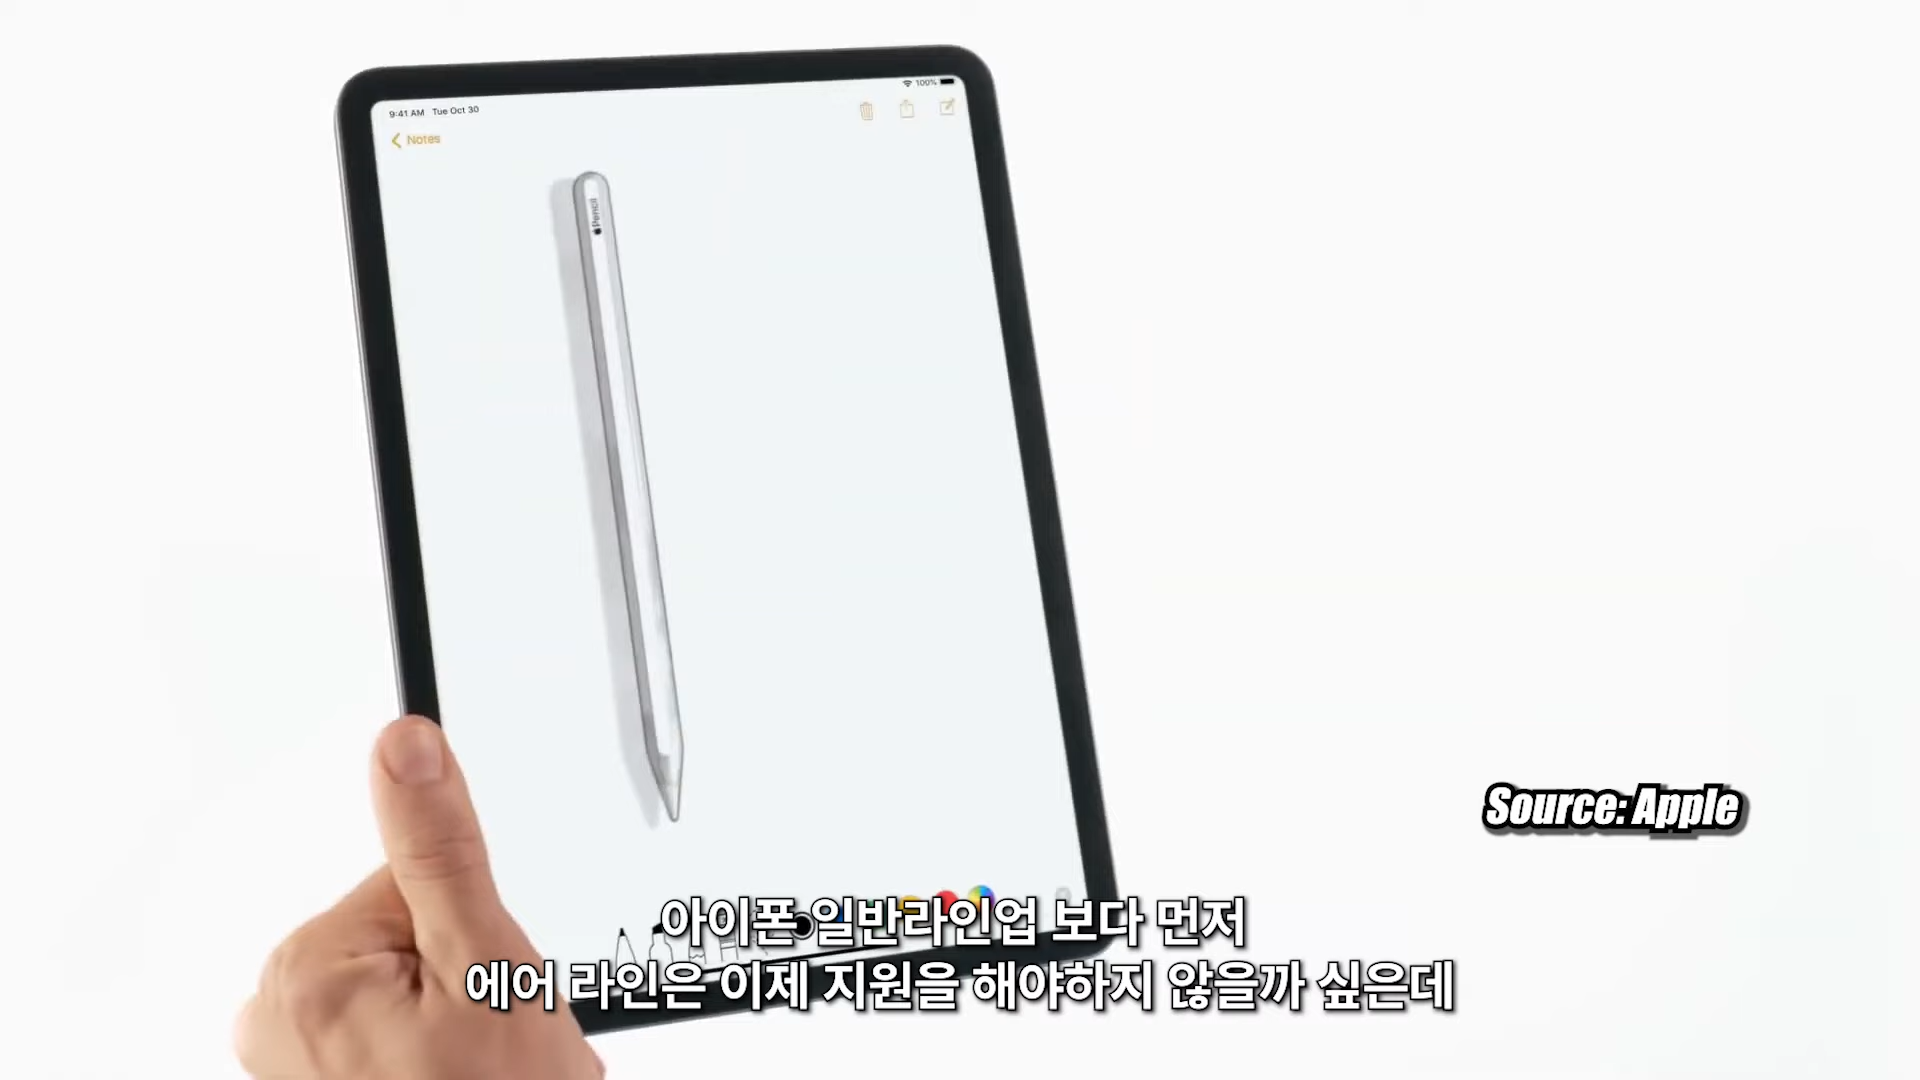 9:41 AM Tue Oct 30
100%
Notes
Pencil
Source: Apple
아이폰 일반라인업 보다 먼저
에어 라인은 이제 지원을 해야하지 않을까 싶은데